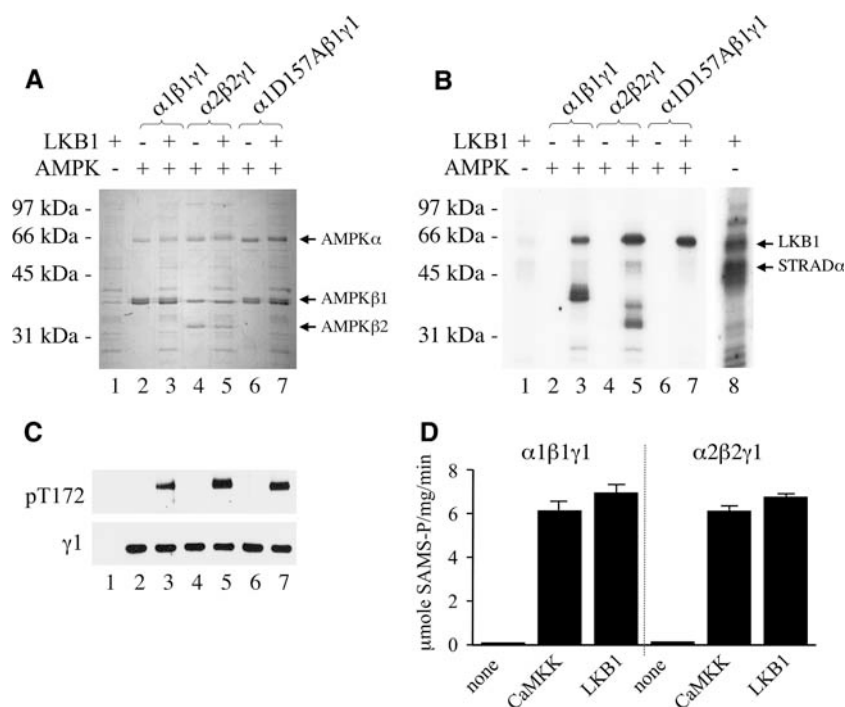 A
α1β1γ1
α2β2γ1
α1D157Aβ1γ1
LKB1 + - + - + - +
AMPK - + + + + + +
97 kDa -
66 kDa -
45 kDa -
31 kDa -
AMPKα
AMPKβ1
AMPKβ2
1 2 3 4 5 6 7
B
α1β1γ1
α2β2γ1
α1D157Aβ1γ1
LKB1 + - + - + - + +
AMPK - + + + + + + -
97 kDa -
66 kDa -
45 kDa -
31 kDa -
LKB1
STRADα
1 2 3 4 5 6 7 8
C
pT172
γ1
1 2 3 4 5 6 7
D
α1β1γ1 α2β2γ1
μmole SAMS-P/mg/min
8
6
4
2
0
none CaMKK LKB1 none CaMKK LKB1